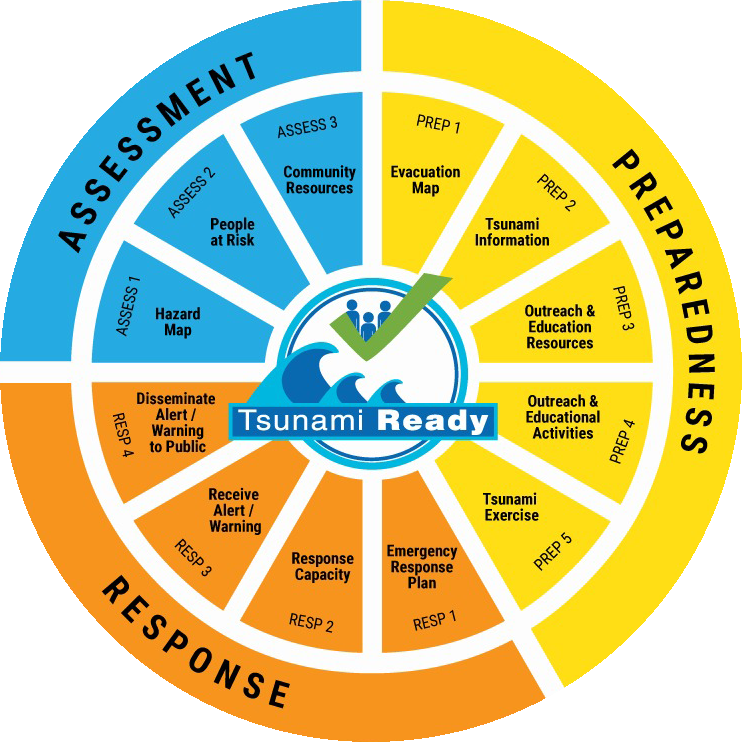 ASSESSMENT
ASSESS 1
Hazard
Map
ASSESS 2
People
at Risk
ASSESS 3
Community
Resources
PREPAREDNESS
PREP 1
Evacuation
Map
PREP 2
Tsunami
Information
PREP 3
Outreach &
Education
Resources
PREP 4
Outreach &
Educational
Activities
PREP 5
Tsunami
Exercise
RESPONSE
RESP 1
Emergency
Response
Plan
RESP 2
Response
Capacity
RESP 3
Receive
Alert /
Warning
RESP 4
Disseminate
Alert /
Warning
to Public
Tsunami Ready